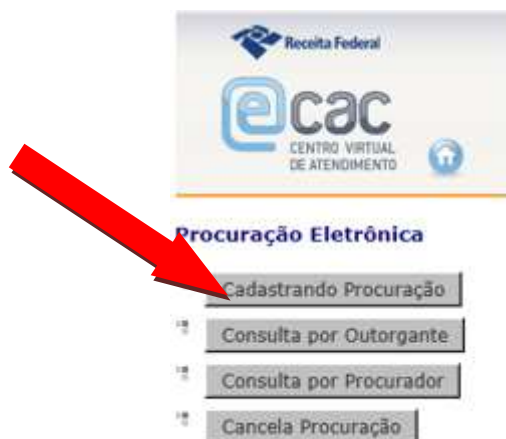 Receita Federal
ecac
CENTRO VIRTUAL
DE ATENDIMENTO
Procuração Eletrônica
Cadastrando Procuração
Consulta por Outorgante
Consulta por Procurador
Cancela Procuração